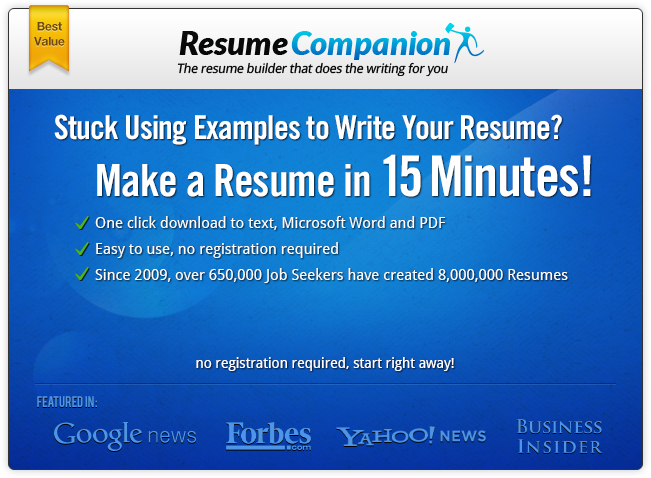 Best
Value
ResumeCompanion
The resume builder that does the writing for you
Stuck Using Examples to Write Your Resume?
Make a Resume in 15 Minutes!
One click download to text, Microsoft Word and PDF
Easy to use, no registration required
Since 2009, over 650,000 Job Seekers have created 8,000,000 Resumes
no registration required, start right away!
FEATURED IN:
Google news Forbes.com YAHOO! NEWS BUSINESS INSIDER